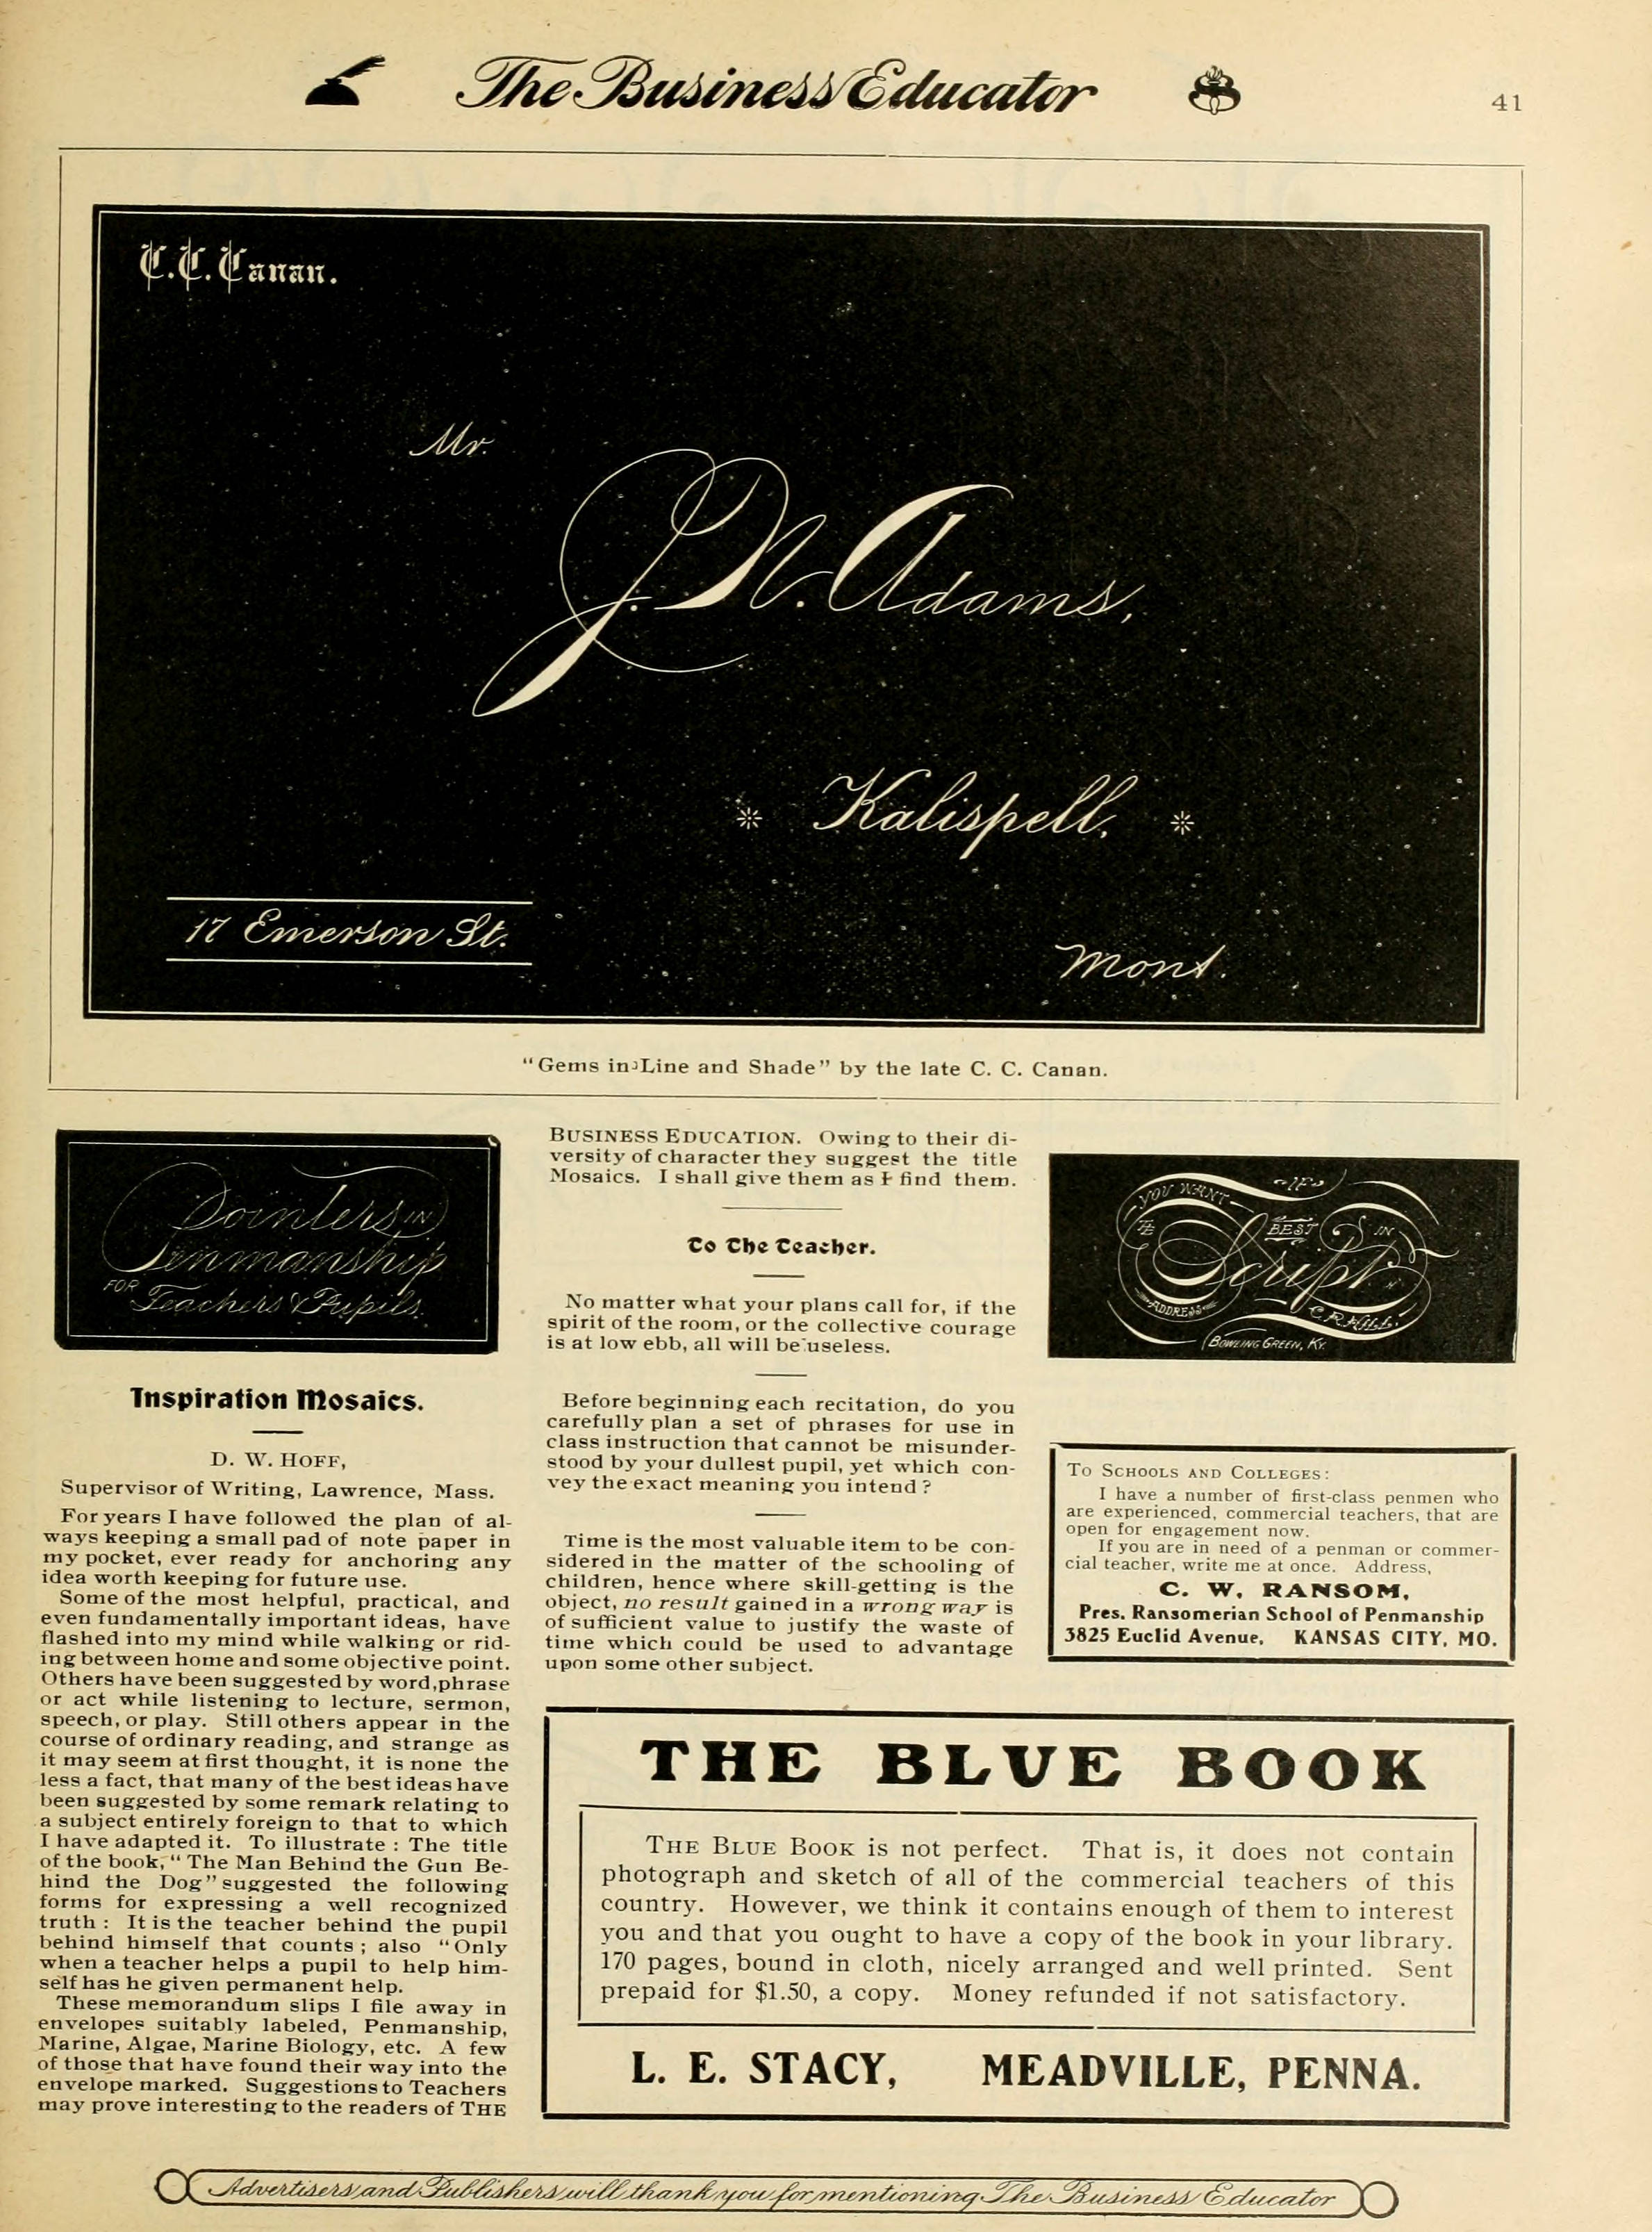 The Business Educator
41
C. C. Canan.
Mr.
J. N. Adams,
Kalispell,
17 Emerson St.
Mont.
"Gems in Line and Shade" by the late C. C. Canan.
Pointers IN
Penmanship
FOR Teachers & Pupils.
Inspiration Mosaics.
D. W. HOFF,
Supervisor of Writing, Lawrence, Mass.
For years I have followed the plan of al-
ways keeping a small pad of note paper in
my pocket, ever ready for anchoring any
idea worth keeping for future use.
Some of the most helpful, practical, and
even fundamentally important ideas, have
flashed into my mind while walking or rid-
ing between home and some objective point.
Others have been suggested by word, phrase
or act while listening to lecture, sermon,
speech, or play. Still others appear in the
course of ordinary reading, and strange as
it may seem at first thought, it is none the
less a fact, that many of the best ideas have
been suggested by some remark relating to
a subject entirely foreign to that to which
I have adapted it. To illustrate : The title
of the book, "The Man Behind the Gun Be-
hind the Dog" suggested the following
forms for expressing a well recognized
truth : It is the teacher behind the pupil
behind himself that counts ; also "Only
when a teacher helps a pupil to help him-
self has he given permanent help.
These memorandum slips I file away in
envelopes suitably labeled, Penmanship,
Marine, Algae, Marine Biology, etc. A few
of those that have found their way into the
envelope marked. Suggestions to Teachers
may prove interesting to the readers of THE
BUSINESS EDUCATION. Owing to their di-
versity of character they suggest the title
Mosaics. I shall give them as I find them.
To The Teacher.
No matter what your plans call for, if the
spirit of the room, or the collective courage
is at low ebb, all will be useless.
Before beginning each recitation, do you
carefully plan a set of phrases for use in
class instruction that cannot be misunder-
stood by your dullest pupil, yet which con-
vey the exact meaning you intend ?
Time is the most valuable item to be con-
sidered in the matter of the schooling of
children, hence where skill-getting is the
object, no result gained in a wrong way is
of sufficient value to justify the waste of
time which could be used to advantage
upon some other subject.
IF
YOU WANT
THE BEST IN
Script
ADDRESS
C. R. HILL.
BOWLING GREEN, KY.
TO SCHOOLS AND COLLEGES :
I have a number of first-class penmen who
are experienced, commercial teachers, that are
open for engagement now.
If you are in need of a penman or commer-
cial teacher, write me at once. Address,
C. W. RANSOM,
Pres. Ransomerian School of Penmanship
3825 Euclid Avenue, KANSAS CITY, MO.
THE BLUE BOOK
THE BLUE BOOK is not perfect. That is, it does not contain
photograph and sketch of all of the commercial teachers of this
country. However, we think it contains enough of them to interest
you and that you ought to have a copy of the book in your library.
170 pages, bound in cloth, nicely arranged and well printed. Sent
prepaid for $1.50, a copy. Money refunded if not satisfactory.
L. E. STACY, MEADVILLE, PENNA.
Advertisers and Publishers will thank you for mentioning The Business Educator